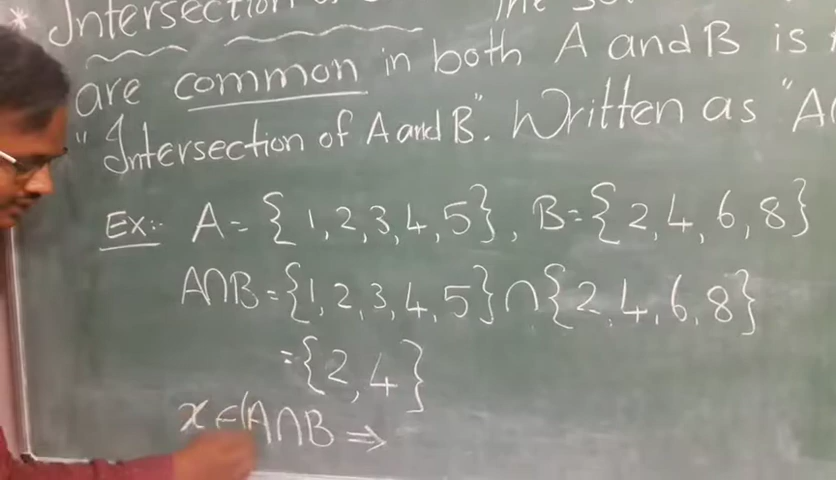 * Intersection
are common in both A and B is
"Intersection of A and B". Written as "A
Ex:- A = {1,2,3,4,5}, B = {2,4,6,8}
A∩B = {1,2,3,4,5} ∩ {2,4,6,8}
= {2,4}
x ∈ (A∩B ⇒